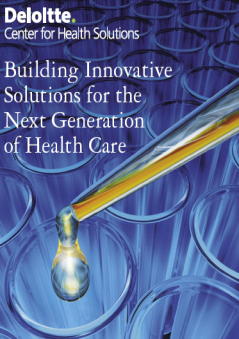 Deloitte.
Center for Health Solutions
Building Innovative
Solutions for the
Next Generation
of Health Care